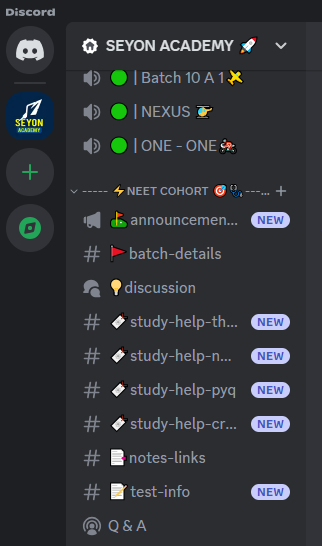 Discord
SEYON ACADEMY 🚀
SEYON
ACADEMY
🟢 | Batch 10 A 1
🟢 | NEXUS
🟢 | ONE - ONE
----- ⚡NEET COHORT 🎯🩺---...
⛳announcemen... NEW
🚩batch-details
💡discussion
study-help-th... NEW
study-help-n... NEW
study-help-pyq NEW
study-help-cr... NEW
📑notes-links
📝test-info NEW
Q & A